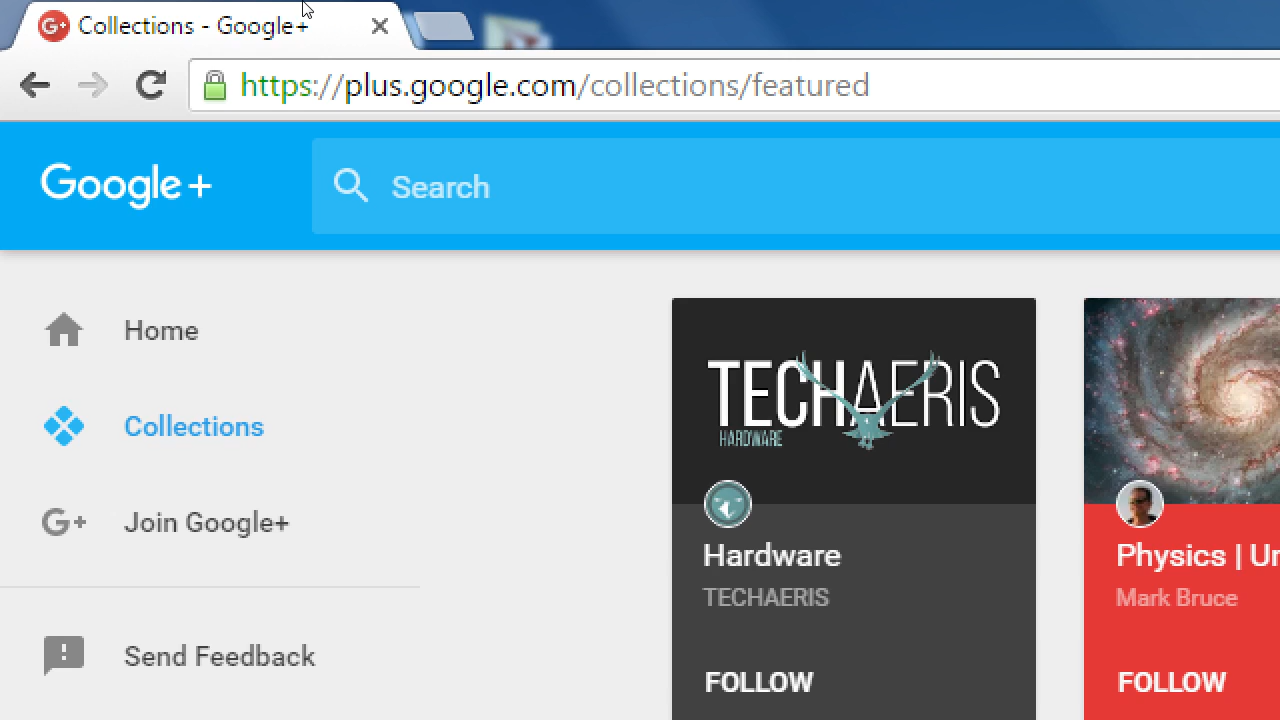 Collections - Google+
https://plus.google.com/collections/featured
Google+
Search
Home
Collections
G+ Join Google+
Send Feedback
TECHAERIS
HARDWARE
Hardware
TECHAERIS
FOLLOW
Physics |
Mark Bruce
FOLLOW